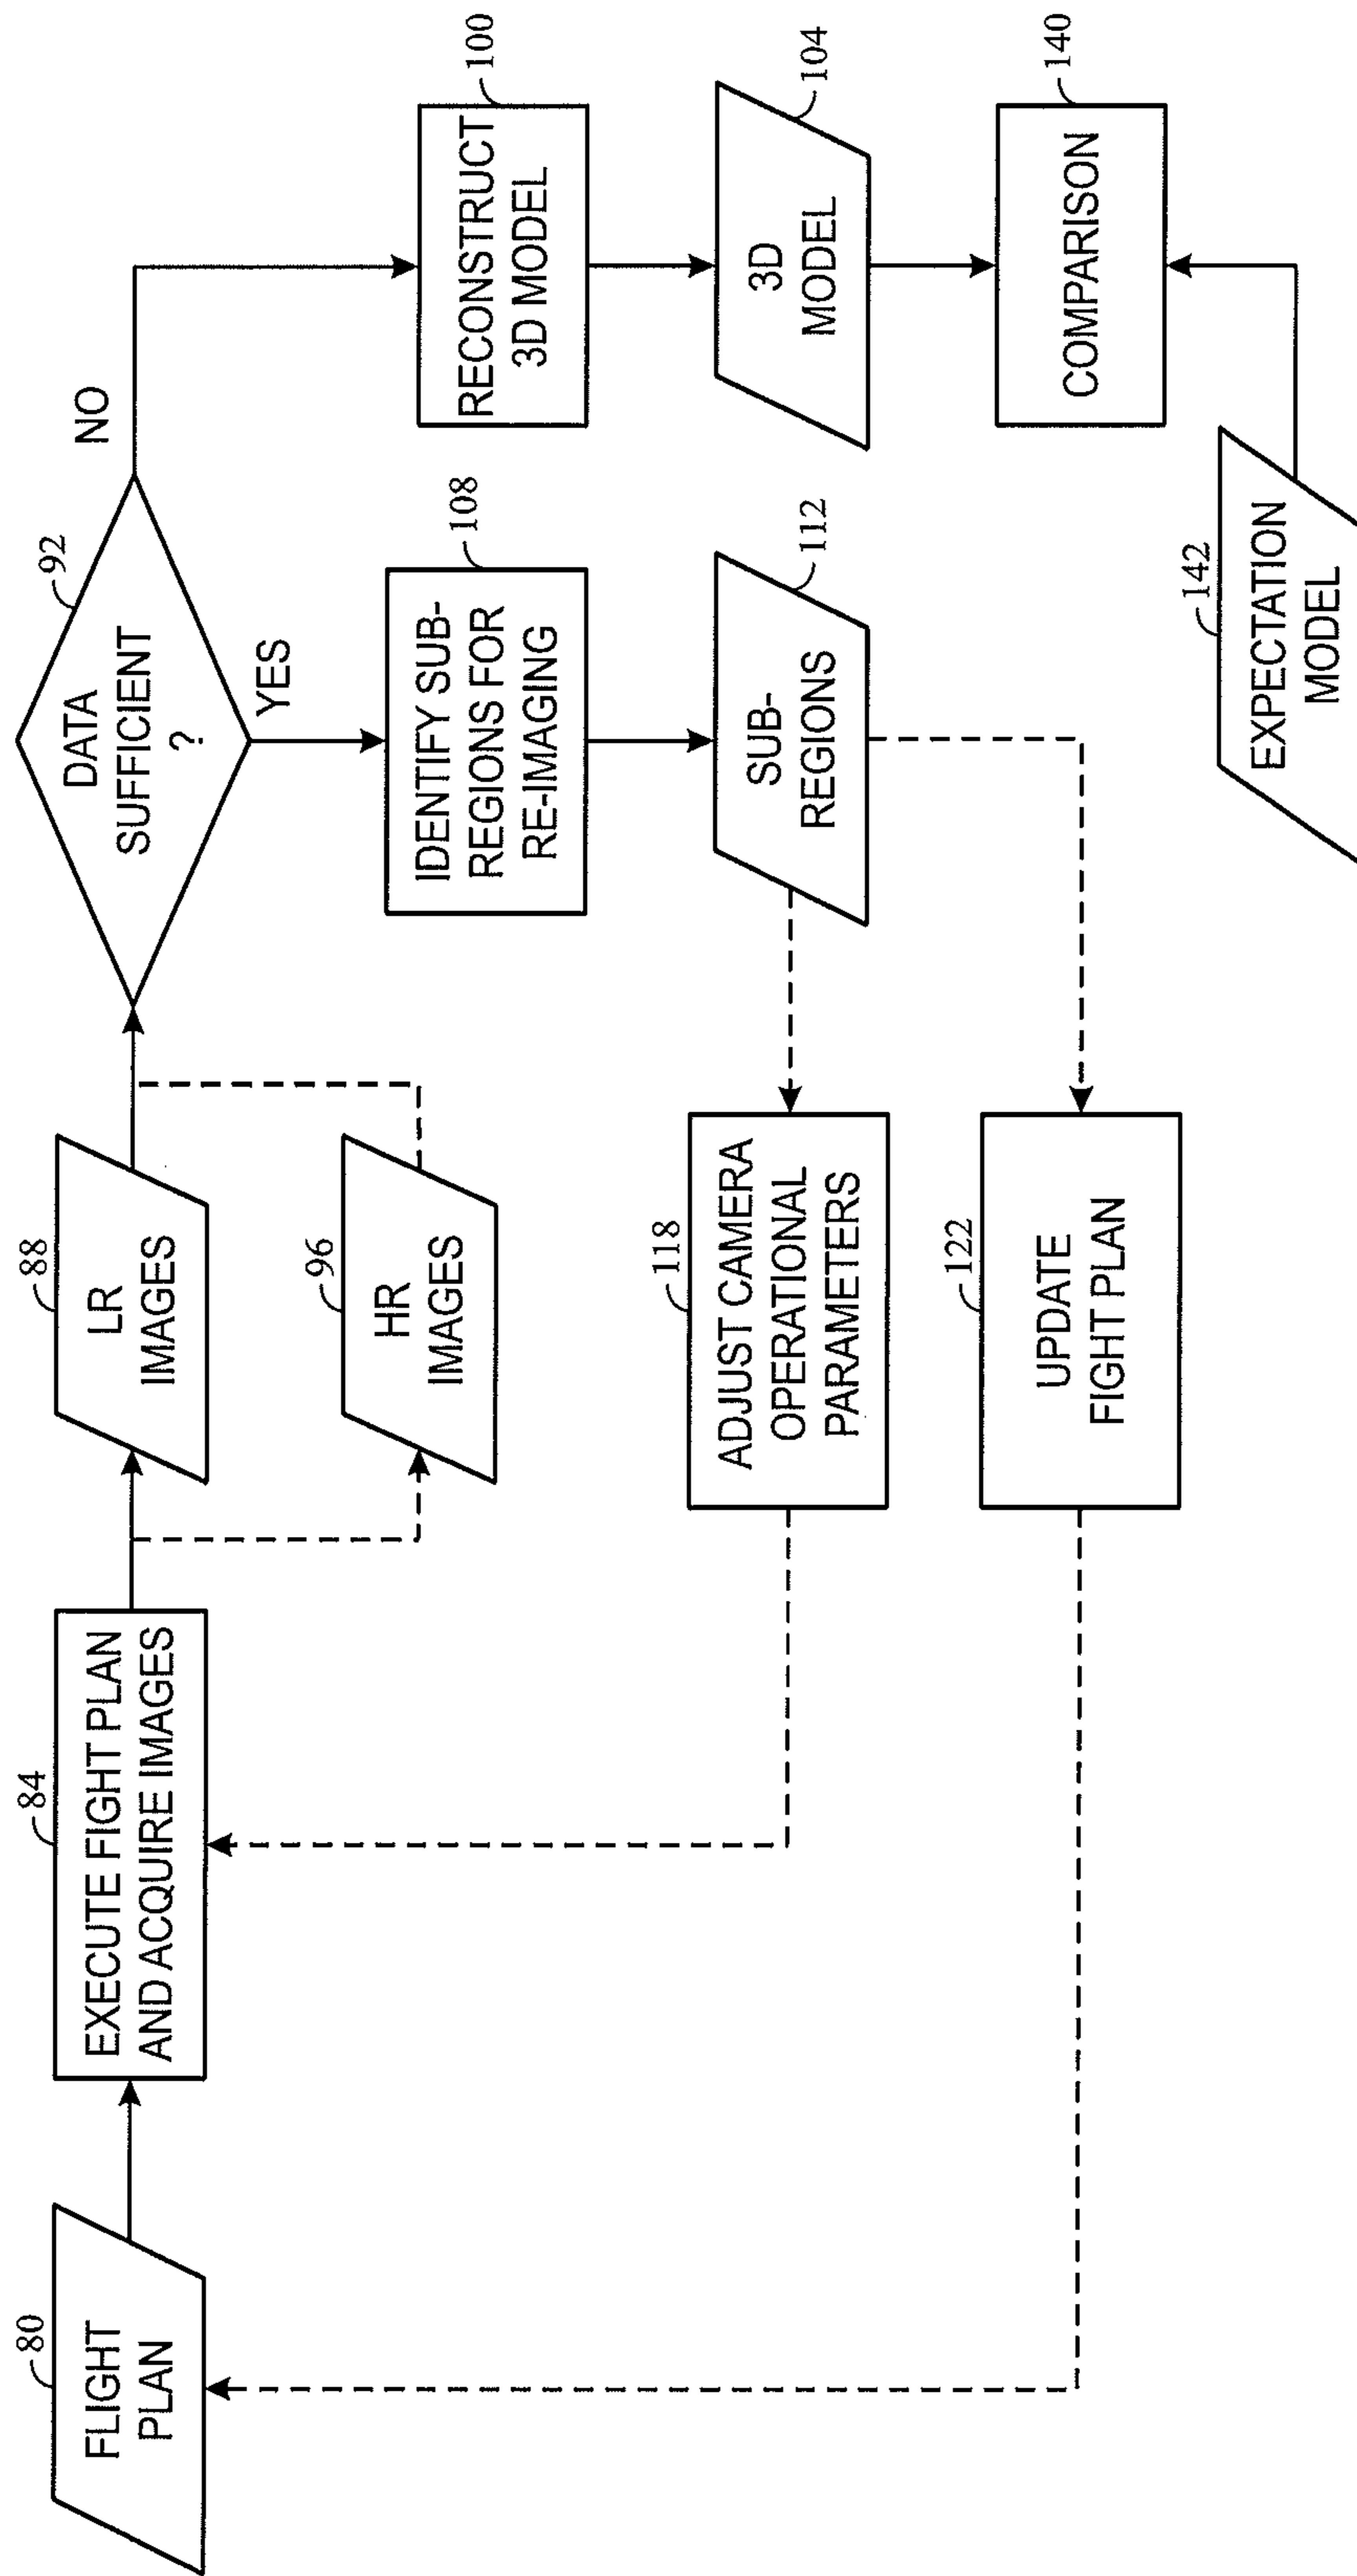 80
FLIGHT
PLAN
84
EXECUTE FIGHT PLAN
AND ACQUIRE IMAGES
88
LR
IMAGES
96
HR
IMAGES
92
DATA
SUFFICIENT
?
NO
YES
100
RECONSTRUCT
3D MODEL
108
IDENTIFY SUB-
REGIONS FOR
RE-IMAGING
104
3D
MODEL
112
SUB-
REGIONS
118
ADJUST CAMERA
OPERATIONAL
PARAMETERS
122
UPDATE
FIGHT PLAN
140
COMPARISON
142
EXPECTATION
MODEL